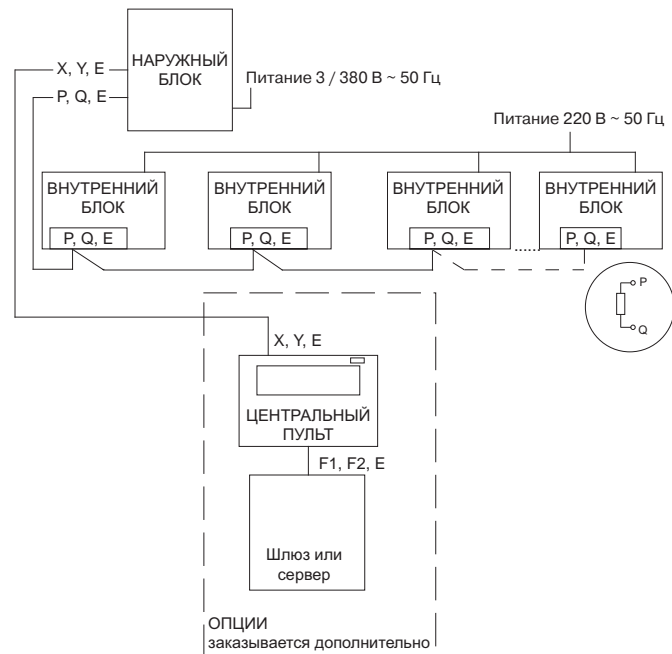 НАРУЖНЫЙ
БЛОК
X, Y, E
P, Q, E
Питание 3 / 380 В ~ 50 Гц
Питание 220 В ~ 50 Гц
ВНУТРЕННИЙ
БЛОК
P, Q, E
ВНУТРЕННИЙ
БЛОК
P, Q, E
ВНУТРЕННИЙ
БЛОК
P, Q, E
ВНУТРЕННИЙ
БЛОК
P, Q, E
P
Q
X, Y, E
ЦЕНТРАЛЬНЫЙ
ПУЛЬТ
F1, F2, E
Шлюз или
сервер
ОПЦИИ
заказывается дополнительно